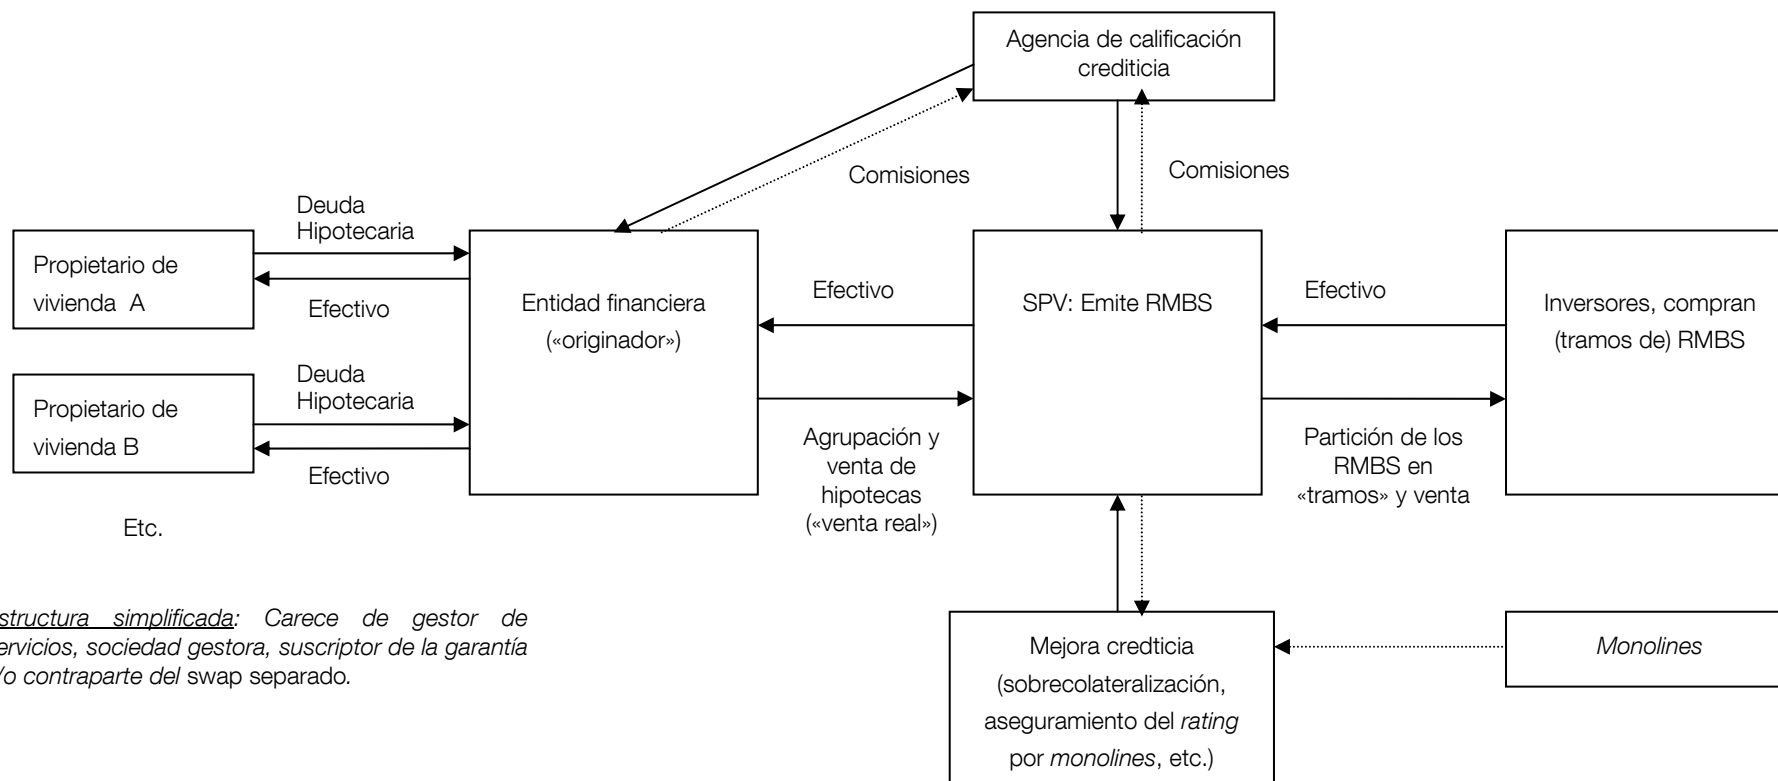 Agencia de calificación
crediticia
Comisiones
Comisiones
Deuda
Hipotecaria
Propietario de
vivienda A
Efectivo
Deuda
Hipotecaria
Propietario de
vivienda B
Efectivo
Etc.
Entidad financiera
(«originador»)
Efectivo
Agrupación y
venta de
hipotecas
(«venta real»)
SPV: Emite RMBS
Efectivo
Partición de los
RMBS en
«tramos» y venta
Inversores, compran
(tramos de) RMBS
structura simplificada: Carece de gestor de
ervicios, sociedad gestora, suscriptor de la garantía
/o contraparte del swap separado.
Mejora credticia
(sobrecolateralización,
aseguramiento del rating
por monolines, etc.)
Monolines